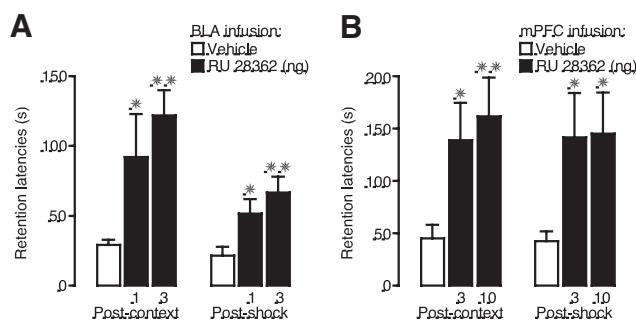 A
BLA infusion:
Vehicle
RU 28362 (ng)
Retention latencies (s)
150
100
50
0
*
**
*
**
1
3
1
3
Post-context
Post-shock
B
mPFC infusion:
Vehicle
RU 28362 (ng)
Retention latencies (s)
200
150
100
50
0
*
**
*
*
3
10
3
10
Post-context
Post-shock